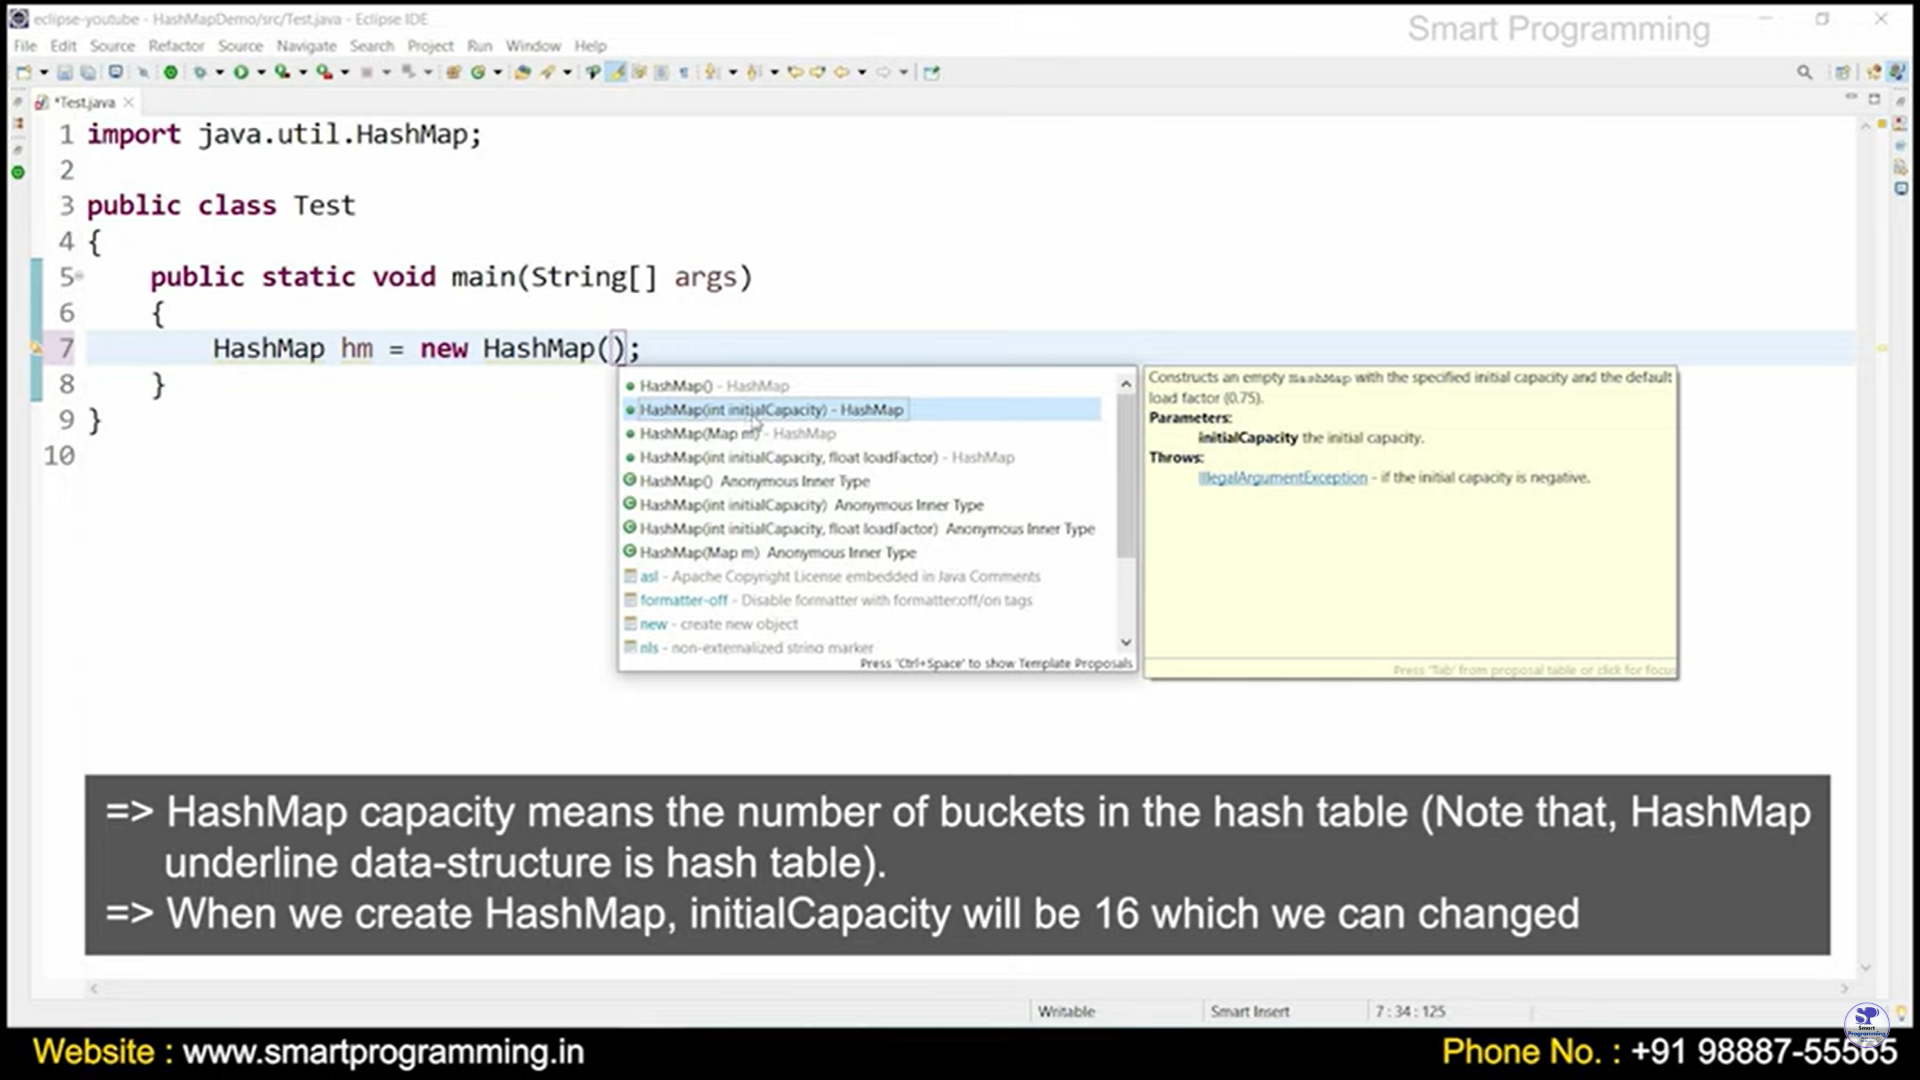 eclipse-youtube - HashMapDemo/src/Test.java - Eclipse IDE
Smart Programming
File Edit Source Refactor Source Navigate Search Project Run Window Help
*Test.java
1 import java.util.HashMap;
2
3 public class Test
4 {
5 public static void main(String[] args)
6 {
7 HashMap hm = new HashMap();
8 }
9 }
10
HashMap() - HashMap
HashMap(int initialCapacity) - HashMap
HashMap(Map m) - HashMap
HashMap(int initialCapacity, float loadFactor) - HashMap
HashMap() Anonymous Inner Type
HashMap(int initialCapacity) Anonymous Inner Type
HashMap(int initialCapacity, float loadFactor) Anonymous Inner Type
HashMap(Map m) Anonymous Inner Type
asl - Apache Copyright License embedded in Java Comments
formatter-off - Disable formatter with formatter:off/on tags
new - create new object
nls - non-externalized string marker
Press 'Ctrl+Space' to show Template Proposals
Constructs an empty HashMap with the specified initial capacity and the default
load factor (0.75).
Parameters:
initialCapacity the initial capacity.
Throws:
IllegalArgumentException - if the initial capacity is negative.
Press 'Tab' from proposal table or click for focus
=> HashMap capacity means the number of buckets in the hash table (Note that, HashMap
underline data-structure is hash table).
=> When we create HashMap, initialCapacity will be 16 which we can changed
Writable Smart Insert 7 : 34 : 125
SP
Smart
Programming
Website : www.smartprogramming.in
Phone No. : +91 98887-55565